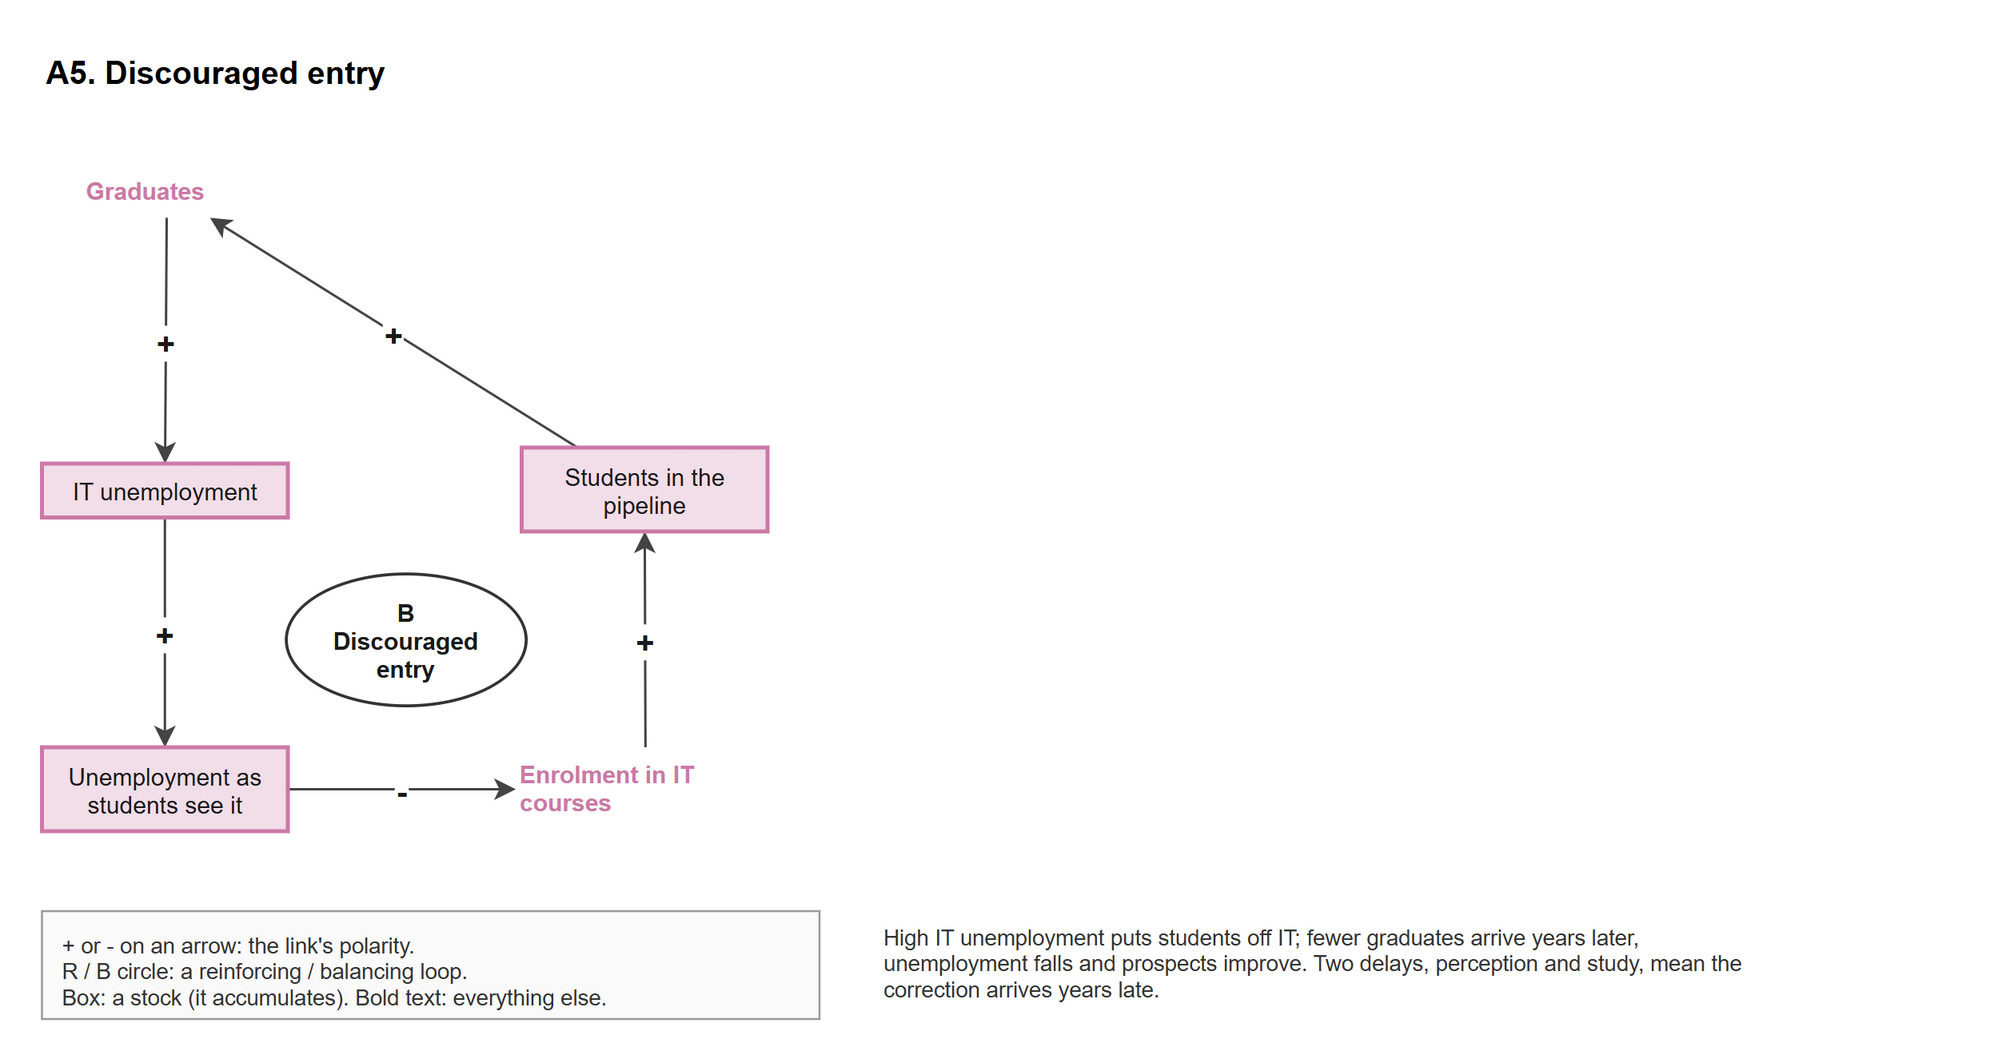 A5. Discouraged entry
Graduates
+
+
IT unemployment
Students in the
pipeline
+
B
Discouraged
entry
+
Unemployment as
students see it
-
Enrolment in IT
courses
+ or - on an arrow: the link's polarity.
R / B circle: a reinforcing / balancing loop.
Box: a stock (it accumulates). Bold text: everything else.
High IT unemployment puts students off IT; fewer graduates arrive years later,
unemployment falls and prospects improve. Two delays, perception and study, mean the
correction arrives years late.